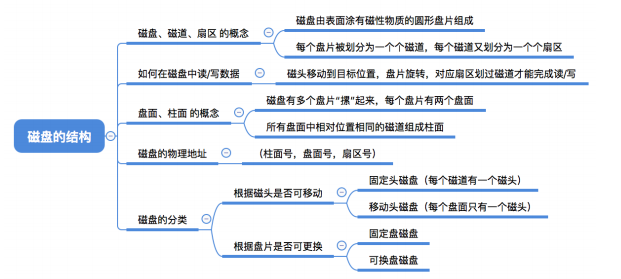 磁盘的结构
磁盘、磁道、扇区 的概念
磁盘由表面涂有磁性物质的圆形盘片组成
每个盘片被划分为一个个磁道，每个磁道又划分为一个个扇区
如何在磁盘中读/写数据
磁头移动到目标位置，盘片旋转，对应扇区划过磁道才能完成读/写
盘面、柱面 的概念
磁盘有多个盘片“摞”起来，每个盘片有两个盘面
所有盘面中相对位置相同的磁道组成柱面
磁盘的物理地址
（柱面号，盘面号，扇区号）
磁盘的分类
根据磁头是否可移动
固定头磁盘（每个磁道有一个磁头）
移动头磁盘（每个盘面只有一个磁头）
根据盘片是否可更换
固定盘磁盘
可换盘磁盘